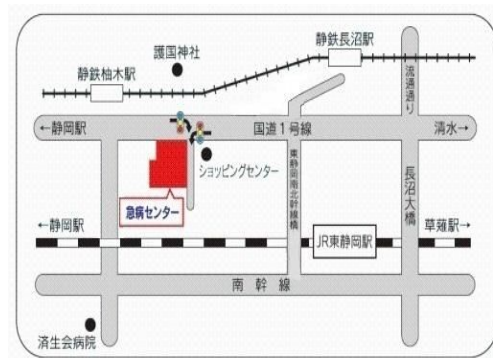 護国神社
静鉄長沼駅
静鉄柚木駅
流通通り
←静岡駅
国道1号線
清水→
ショッピングセンター
東静岡南北幹線橋
長沼大橋
急病センター
←静岡駅
草薙駅→
JR東静岡駅
南幹線
済生会病院